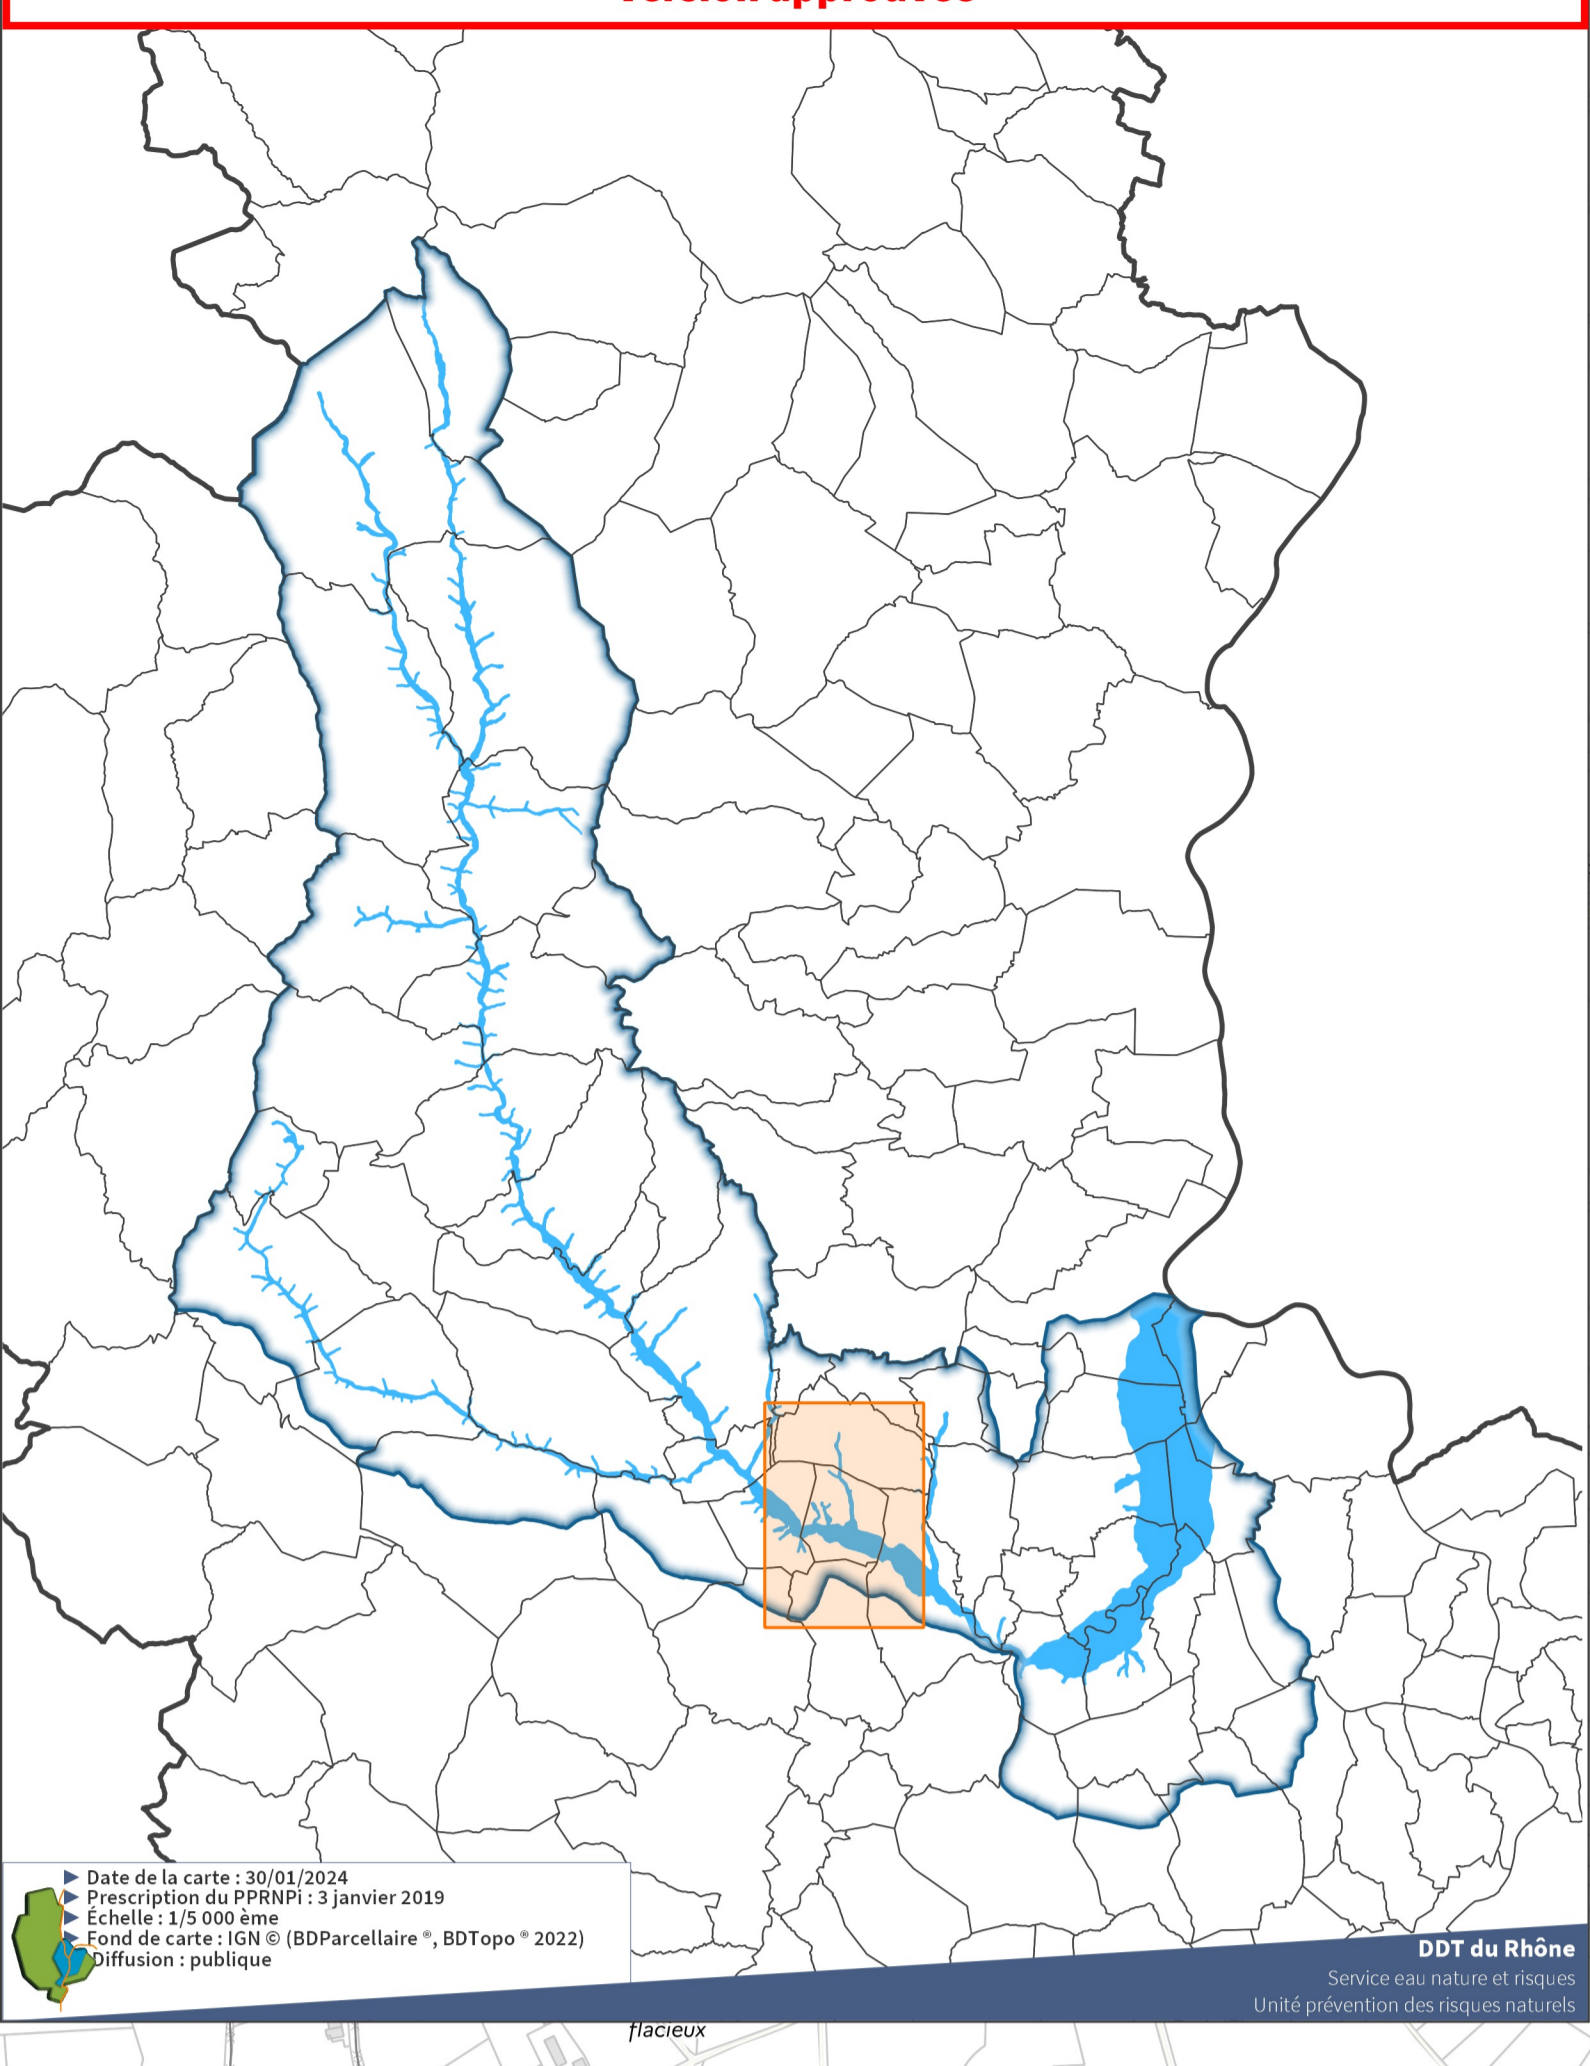 Version approuvée
Date de la carte : 30/01/2024
Prescription du PPRNPi : 3 janvier 2019
Échelle : 1/5 000 ème
Fond de carte : IGN © (BDParcellaire ®, BDTopo ® 2022)
Diffusion : publique
DDT du Rhône
Service eau nature et risques
Unité prévention des risques naturels
flacieux